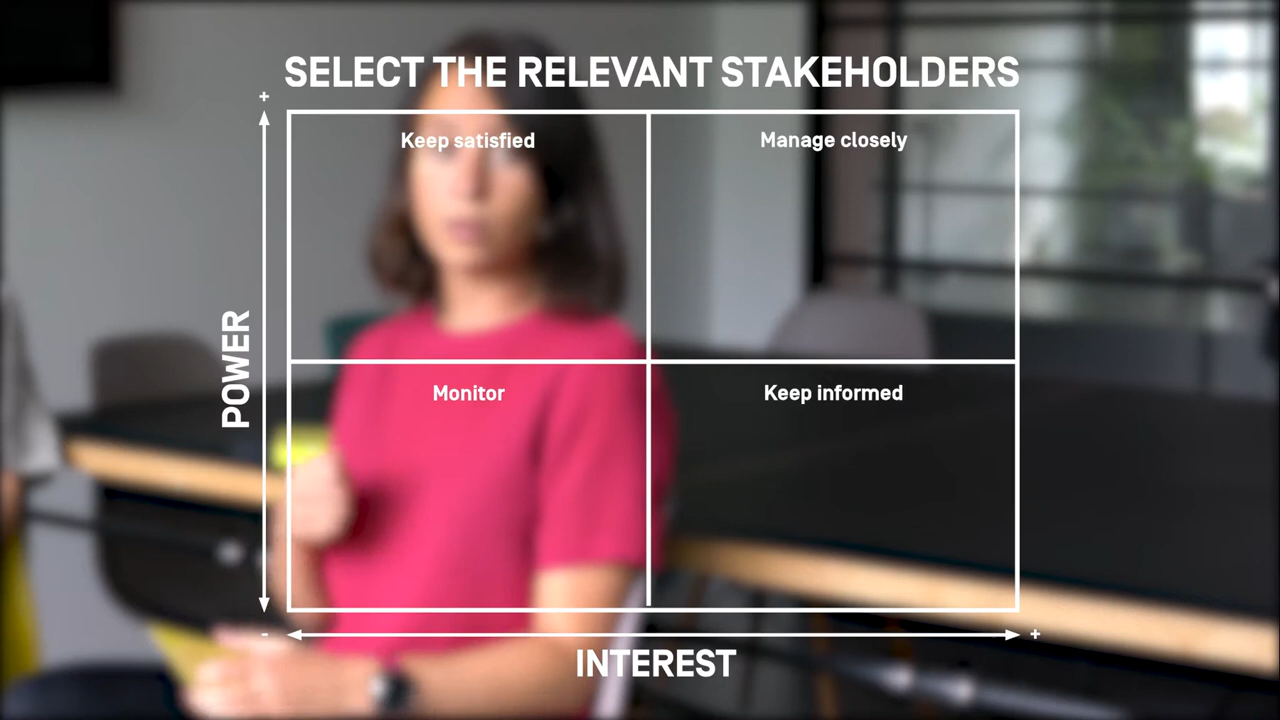 SELECT THE RELEVANT STAKEHOLDERS
+
Keep satisfied
Manage closely
POWER
Monitor
Keep informed
- +
INTEREST